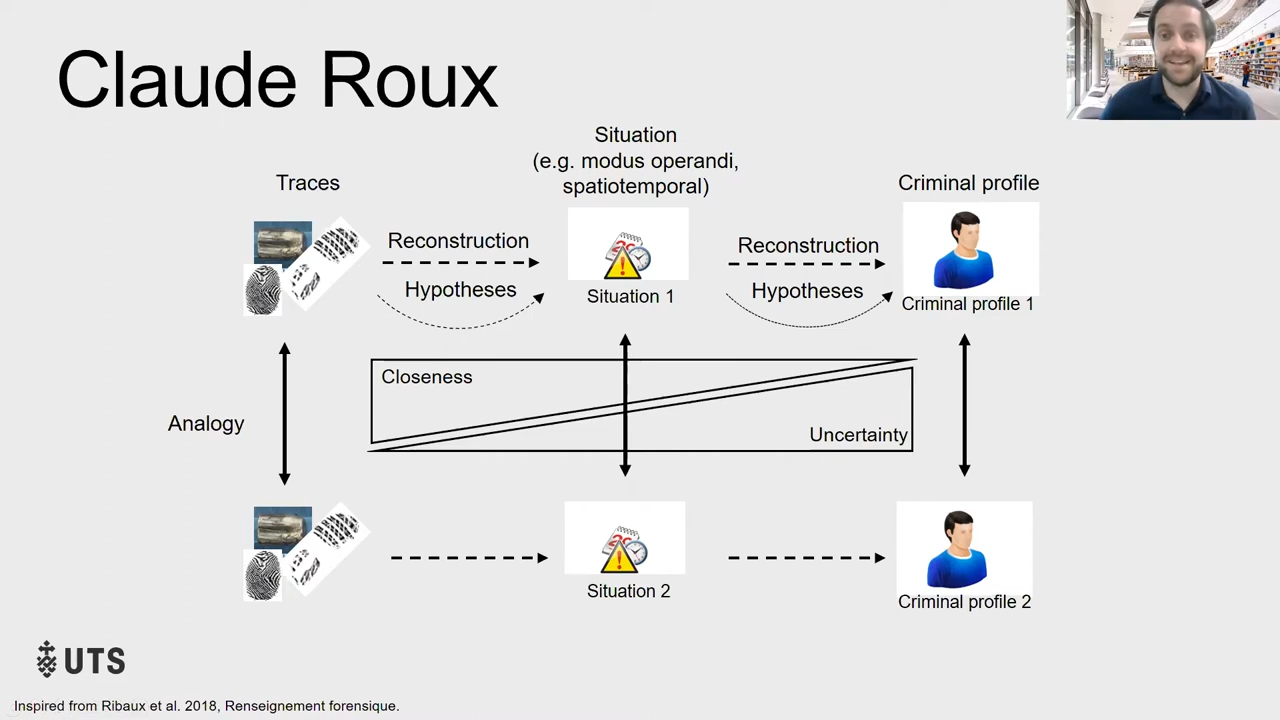 Claude Roux
Situation
(e.g. modus operandi,
spatiotemporal)
Traces
Criminal profile
Reconstruction
Hypotheses
Situation 1
Reconstruction
Hypotheses
Criminal profile 1
Closeness
Analogy
Uncertainty
Situation 2
Criminal profile 2
UTS
Inspired from Ribaux et al. 2018, Renseignement forensique.